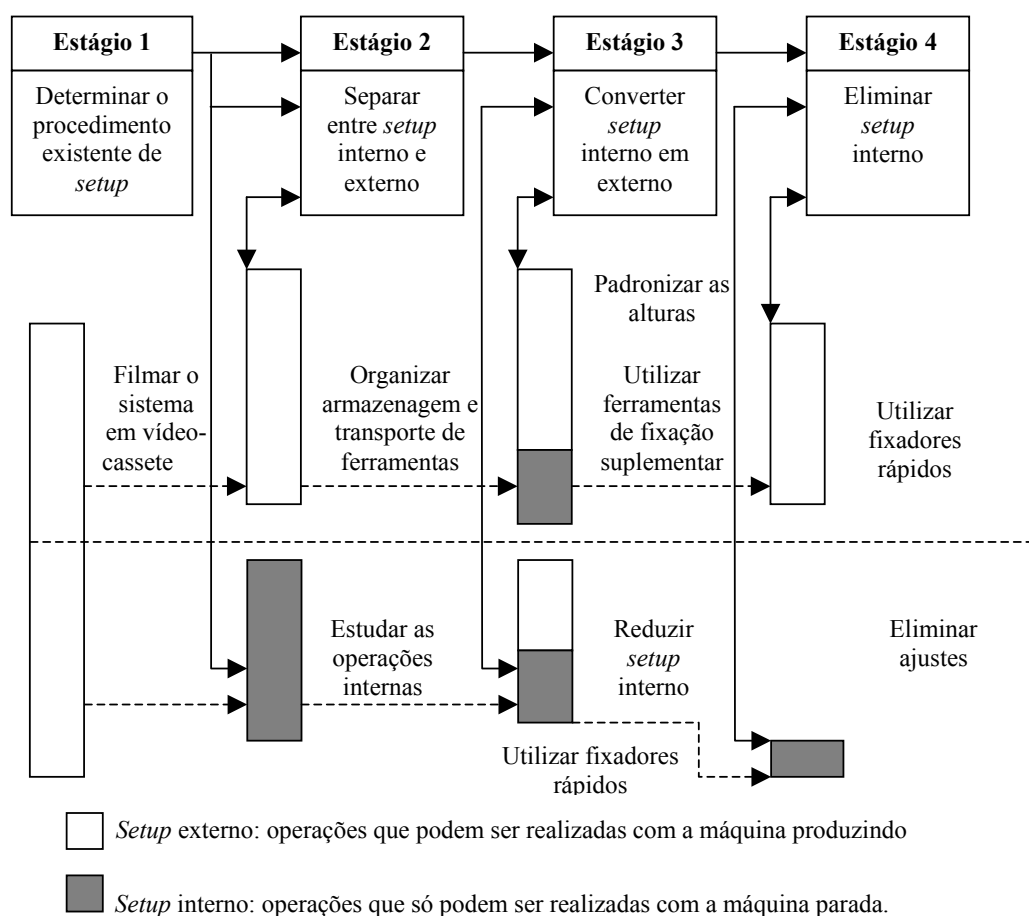 Estágio 1
Determinar o
procedimento
existente de
setup
Estágio 2
Separar
entre setup
interno e
externo
Estágio 3
Converter
setup
interno em
externo
Estágio 4
Eliminar
setup
interno
Filmar o
sistema
em vídeo-
cassete
Organizar
armazenagem e
transporte de
ferramentas
Padronizar as
alturas
Utilizar
ferramentas
de fixação
suplementar
Utilizar
fixadores
rápidos
Estudar as
operações
internas
Reduzir
setup
interno
Eliminar
ajustes
Utilizar fixadores
rápidos
Setup externo: operações que podem ser realizadas com a máquina produzindo
Setup interno: operações que só podem ser realizadas com a máquina parada.